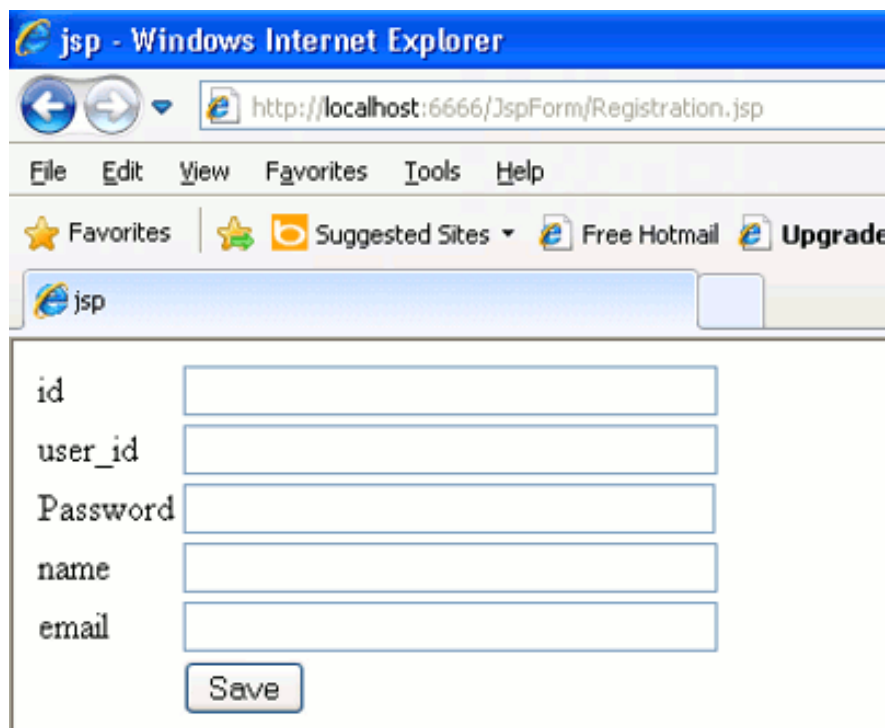 jsp - Windows Internet Explorer
http://localhost:6666/JspForm/Registration.jsp
File Edit View Favorites Tools Help
Favorites Suggested Sites Free Hotmail Upgrade
jsp
id
user_id
Password
name
email
Save